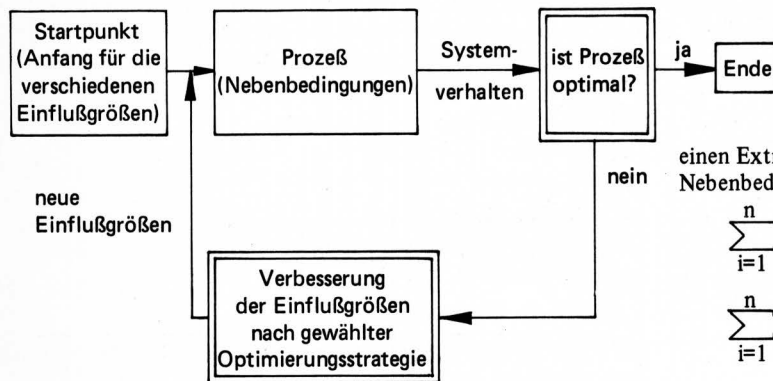 Startpunkt
(Anfang für die
verschiedenen
Einflußgrößen)
Prozeß
(Nebenbedingungen)
System-
verhalten
ist Prozeß
optimal?
ja
Ende
nein
neue
Einflußgrößen
Verbesserung
der Einflußgrößen
nach gewählter
Optimierungsstrategie
einen Extr
Nebenbed
n
∑
i=1
n
∑
i=1